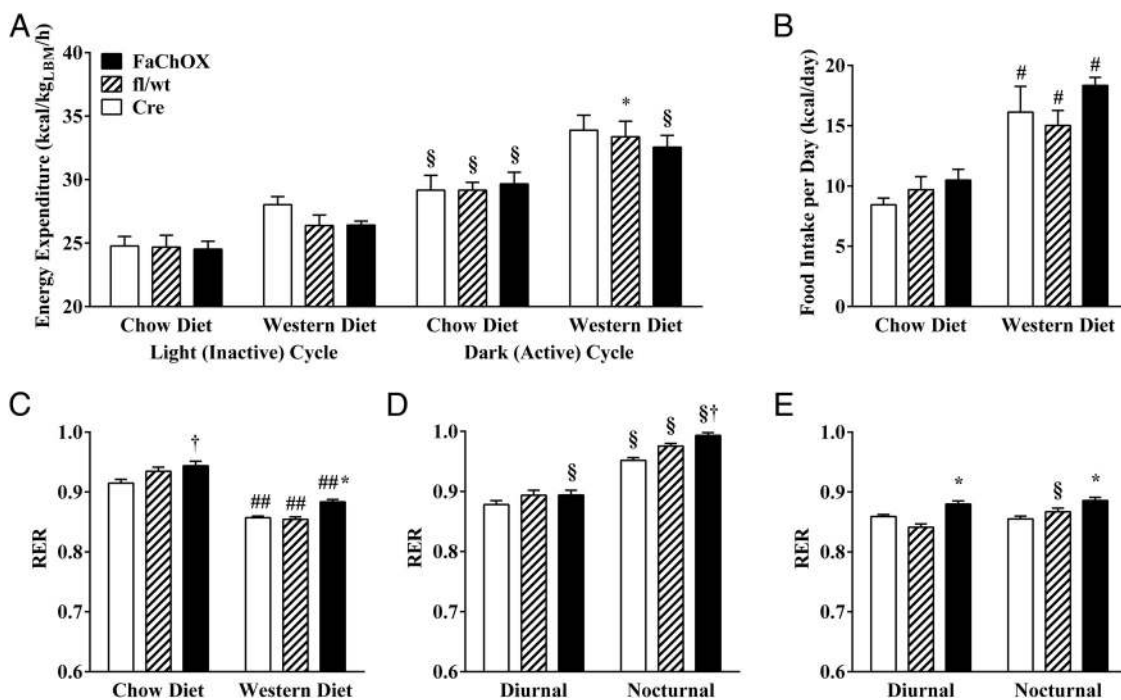 A
Energy Expenditure (kcal/kgLBM/h)
40
35
30
25
20
FaChOX
fl/wt
Cre
§ § § * §
Chow Diet Western Diet Chow Diet Western Diet
Light (Inactive) Cycle Dark (Active) Cycle
B
Food Intake per Day (kcal/day)
20
15
10
5
0
# # #
Chow Diet Western Diet
C
RER
1.0
0.9
0.8
0.7
0.6
† ## ## ##*
Chow Diet Western Diet
D
RER
1.0
0.9
0.8
0.7
0.6
§ § § §†
Diurnal Nocturnal
E
RER
1.0
0.9
0.8
0.7
0.6
* § *
Diurnal Nocturnal